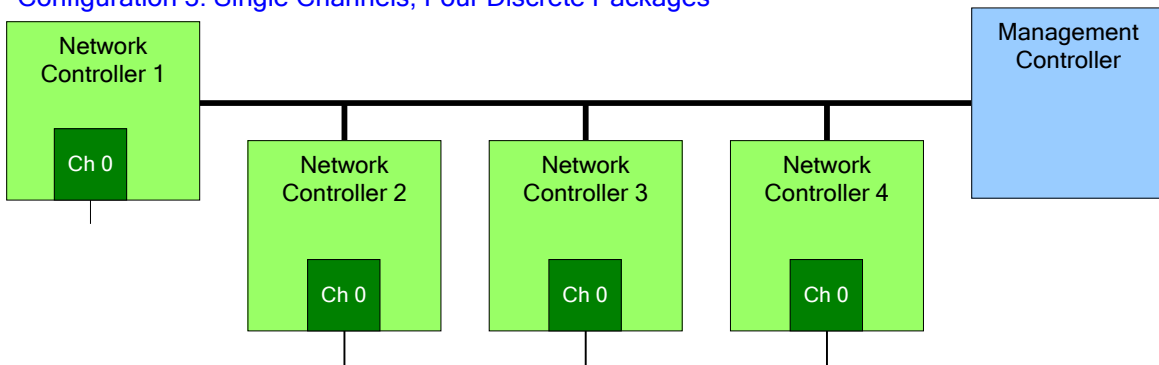 Configuration 3: Single Channels, Four Discrete Packages
Network
Controller 1
Ch 0
Management
Controller
Network
Controller 2
Ch 0
Network
Controller 3
Ch 0
Network
Controller 4
Ch 0